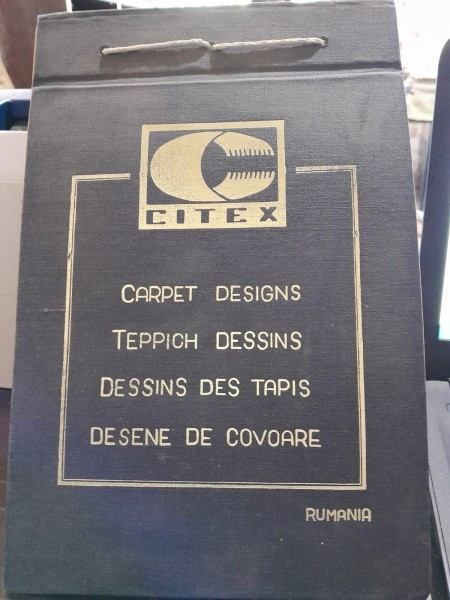 CITEX
CARPET DESIGNS
TEPPICH DESSINS
DESSINS DES TAPIS
DESENE DE COVOARE
RUMANIA